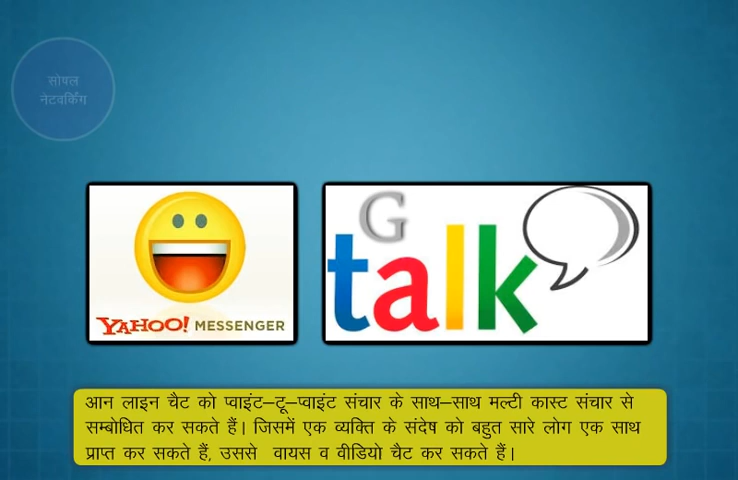 सोषल
नेटवर्किंग
YAHOO! MESSENGER
G
talk
आन लाइन चैट को प्वाइंट–टू–प्वाइंट संचार के साथ–साथ मल्टी कास्ट संचार से
सम्बोधित कर सकते हैं। जिसमें एक व्यक्ति के संदेष को बहुत सारे लोग एक साथ
प्राप्त कर सकते हैं, उससे वायस व वीडियो चैट कर सकते हैं।